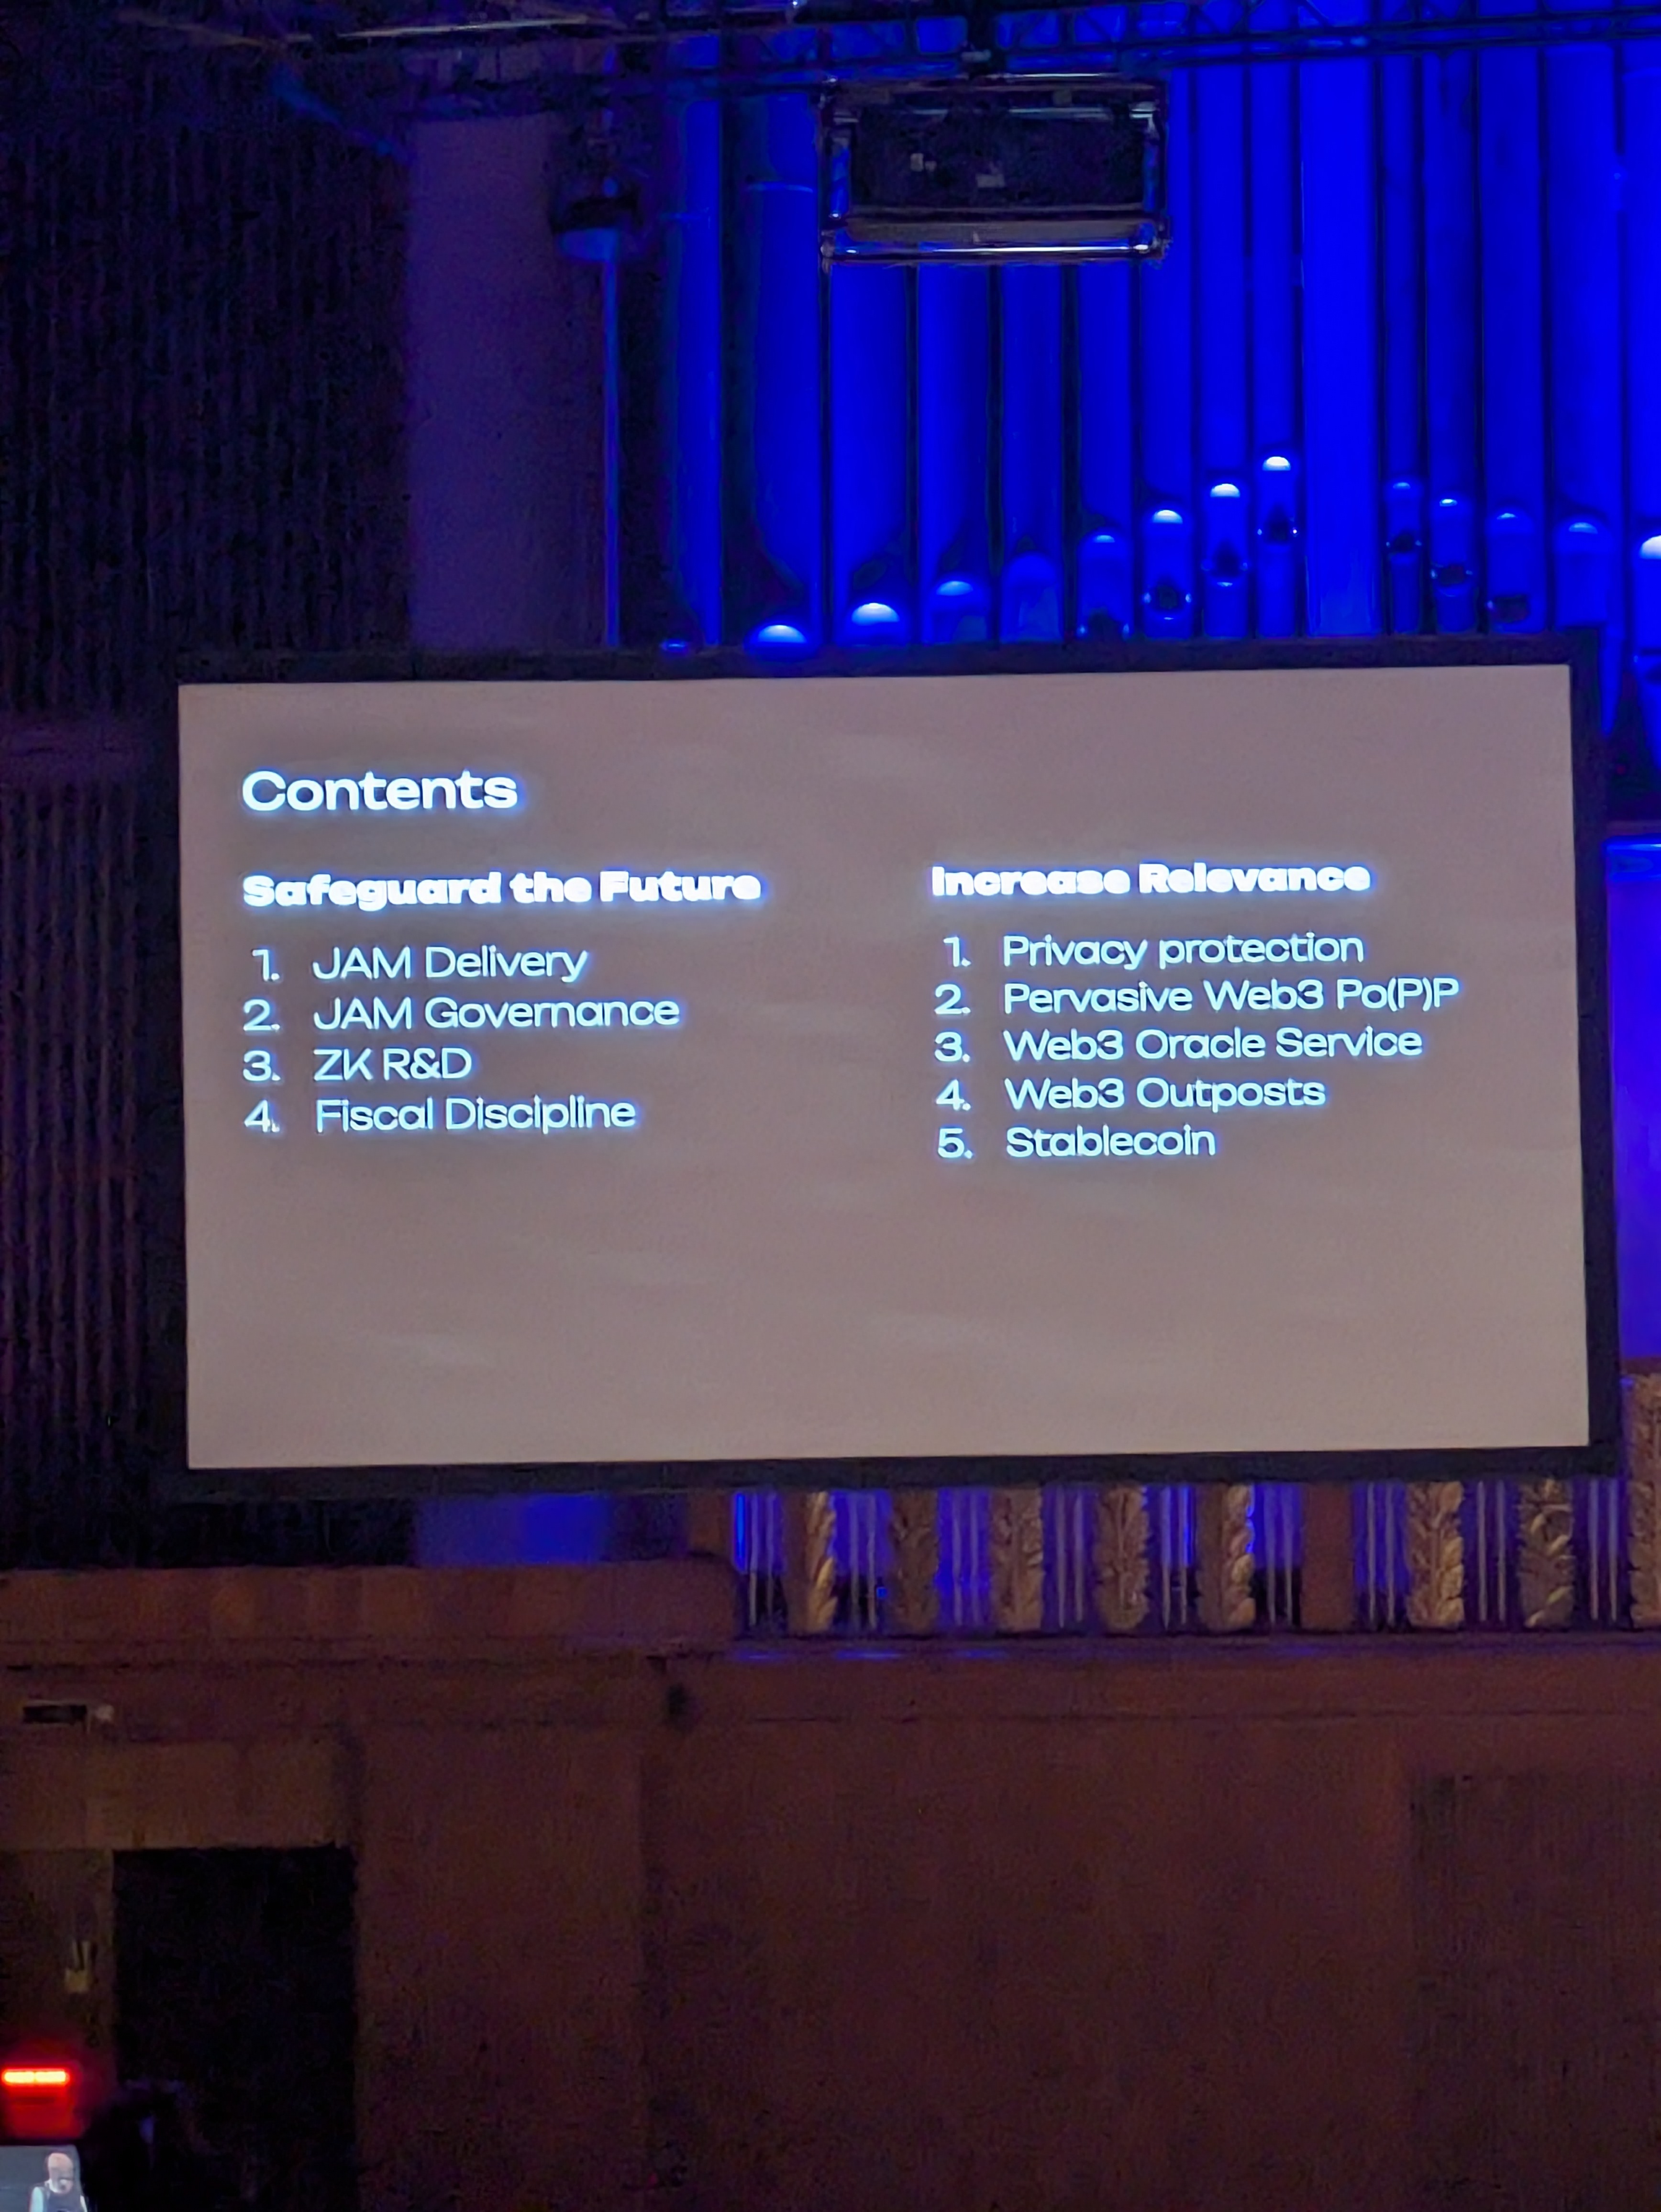 Contents
Safeguard the Future
1. JAM Delivery
2. JAM Governance
3. ZK R&D
4. Fiscal Discipline
Increase Relevance
1. Privacy protection
2. Pervasive Web3 Po(P)P
3. Web3 Oracle Service
4. Web3 Outposts
5. Stablecoin